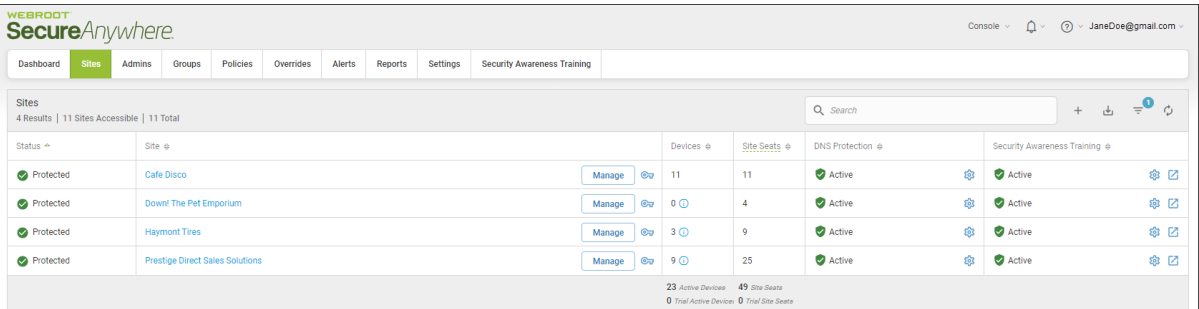 WEBROOT
SecureAnywhere.
Console JaneDoe@gmail.com
Dashboard Sites Admins Groups Policies Overrides Alerts Reports Settings Security Awareness Training
Sites
4 Results | 11 Sites Accessible | 11 Total
Search
1
Status Site Devices Site Seats DNS Protection Security Awareness Training
Protected Cafe Disco Manage 11 11 Active Active
Protected Down! The Pet Emporium Manage 0 4 Active Active
Protected Haymont Tires Manage 3 9 Active Active
Protected Prestige Direct Sales Solutions Manage 9 25 Active Active
23 Active Devices 49 Site Seats
0 Trial Active Devices 0 Trial Site Seats